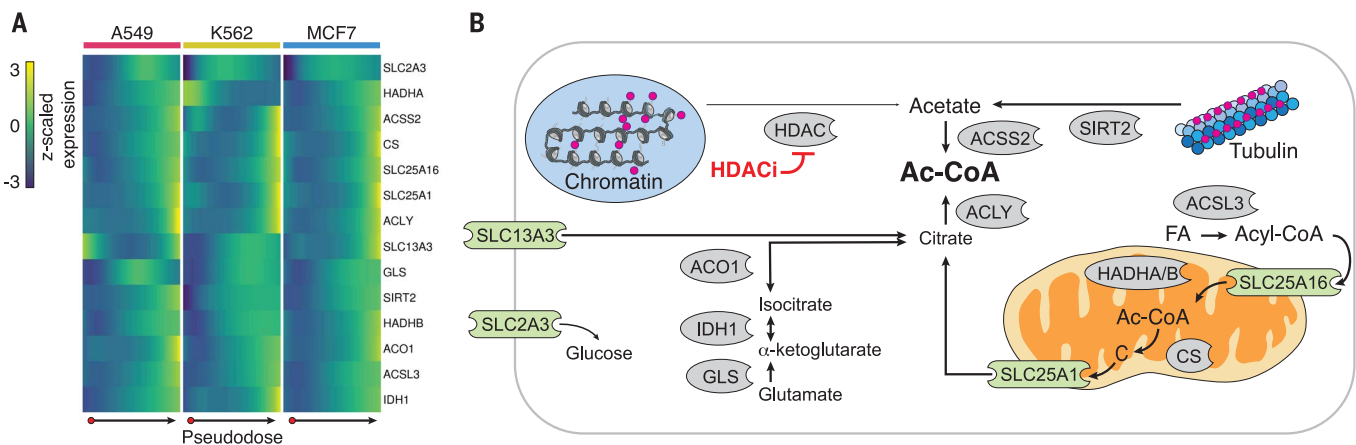 A
A549
K562
MCF7
3
0
-3
z-scaled
expression
SLC2A3
HADHA
ACSS2
CS
SLC25A16
SLC25A1
ACLY
SLC13A3
GLS
SIRT2
HADHB
ACO1
ACSL3
IDH1
Pseudodose
B
Chromatin
HDAC
HDACi
Acetate
ACSS2
SIRT2
Tubulin
Ac-CoA
ACLY
Citrate
SLC13A3
SLC2A3
Glucose
ACO1
Isocitrate
IDH1
α-ketoglutarate
GLS
Glutamate
ACSL3
FA
Acyl-CoA
HADHA/B
SLC25A16
Ac-CoA
C
CS
SLC25A1